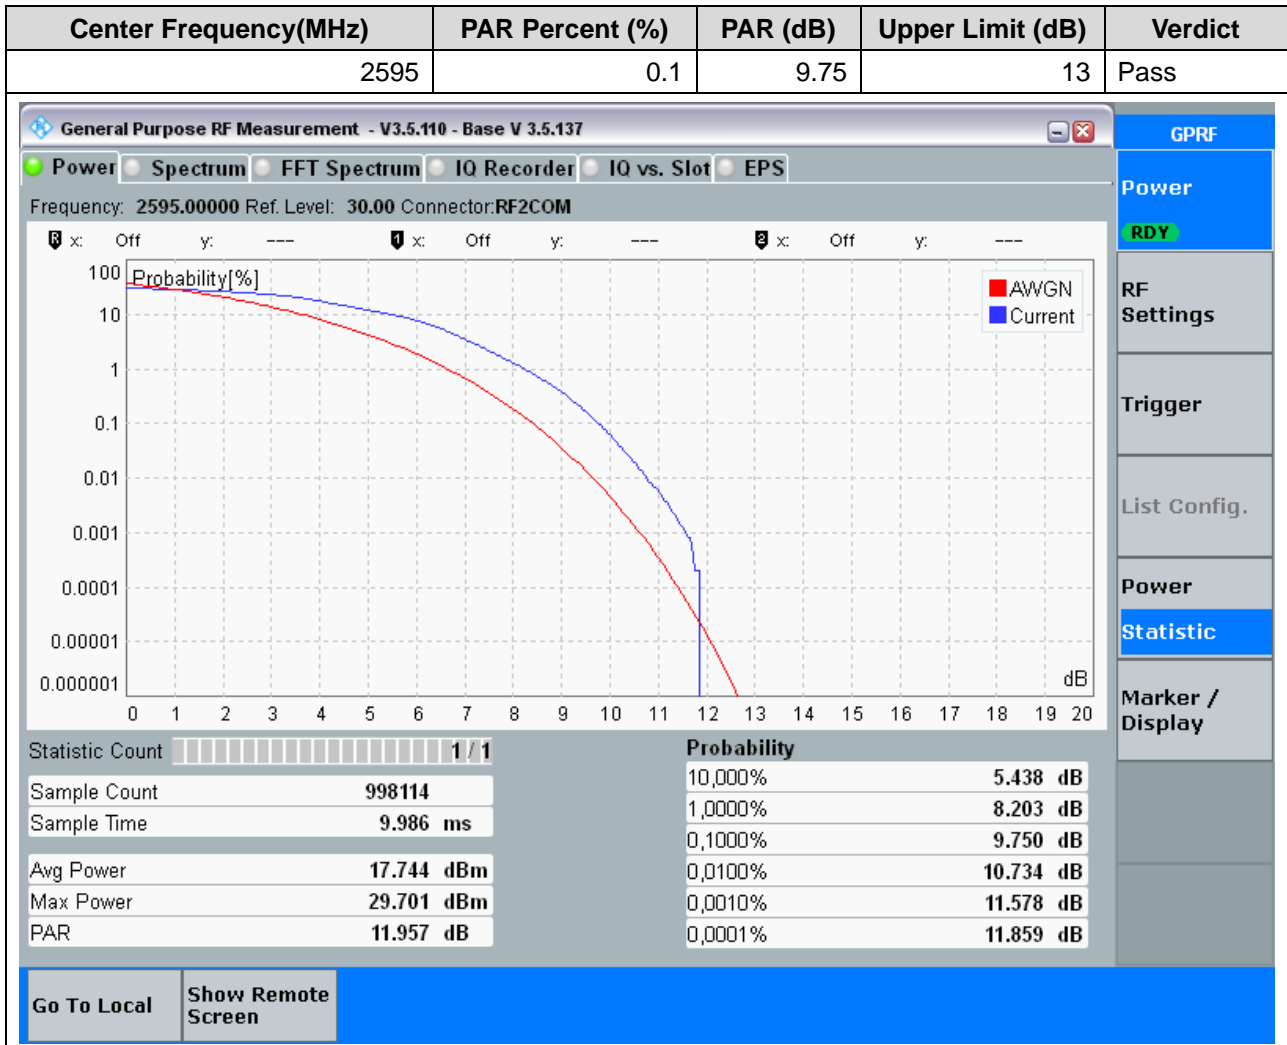 Center Frequency(MHz) PAR Percent (%) PAR (dB) Upper Limit (dB) Verdict
2595 0.1 9.75 13 Pass
General Purpose RF Measurement - V3.5.110 - Base V 3.5.137
GPRF
Power Spectrum FFT Spectrum IQ Recorder IQ vs. Slot EPS
Power
RDY
Frequency: 2595.00000 Ref. Level: 30.00 Connector:RF2COM
R x: Off y: --- 1 x: Off y: --- 2 x: Off y: ---
Probability[%]
AWGN
Current
100
10
1
0.1
0.01
0.001
0.0001
0.00001
0.000001
dB
0 1 2 3 4 5 6 7 8 9 10 11 12 13 14 15 16 17 18 19 20
RF
Settings
Trigger
List Config.
Power
Statistic
Marker /
Display
Statistic Count 1 / 1
Sample Count 998114
Sample Time 9.986 ms
Avg Power 17.744 dBm
Max Power 29.701 dBm
PAR 11.957 dB
Probability
10,000% 5.438 dB
1,0000% 8.203 dB
0,1000% 9.750 dB
0,0100% 10.734 dB
0,0010% 11.578 dB
0,0001% 11.859 dB
Go To Local
Show Remote
Screen